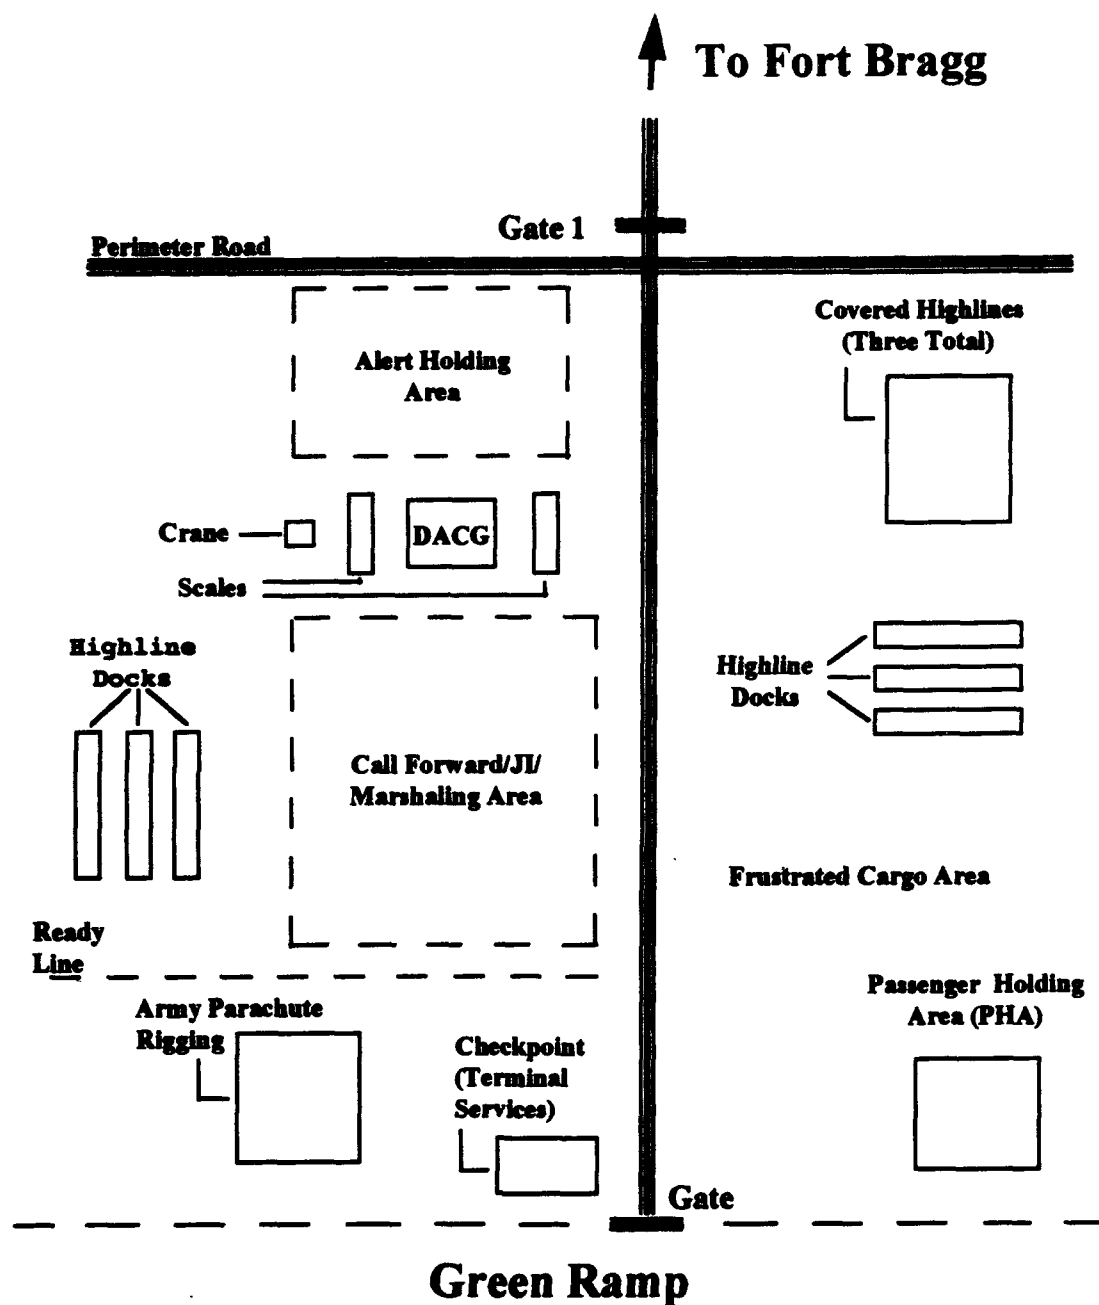 To Fort Bragg
Gate 1
Perimeter Road
Covered Highlines
(Three Total)
Alert Holding
Area
Crane
DACG
Scales
Highline
Docks
Highline
Docks
Call Forward/JI/
Marshaling Area
Frustrated Cargo Area
Ready
Line
Passenger Holding
Area (PHA)
Army Parachute
Rigging
Checkpoint
(Terminal
Services)
Gate
Green Ramp